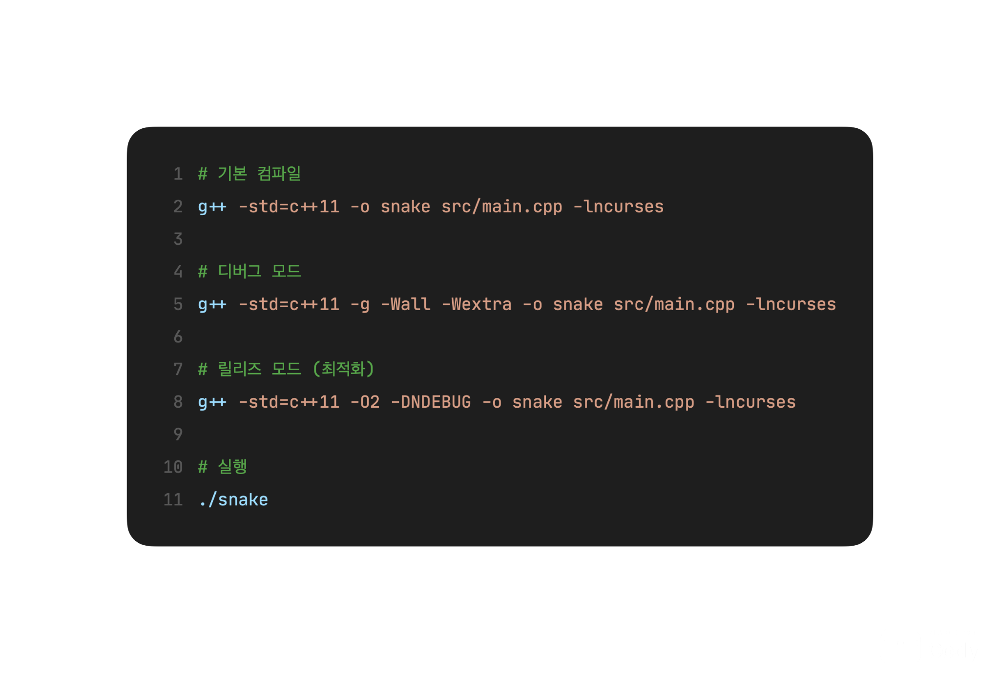 1 # 기본 컴파일
2 g++ -std=c++11 -o snake src/main.cpp -lncurses
3
4 # 디버그 모드
5 g++ -std=c++11 -g -Wall -Wextra -o snake src/main.cpp -lncurses
6
7 # 릴리즈 모드 (최적화)
8 g++ -std=c++11 -O2 -DNDEBUG -o snake src/main.cpp -lncurses
9
10 # 실행
11 ./snake